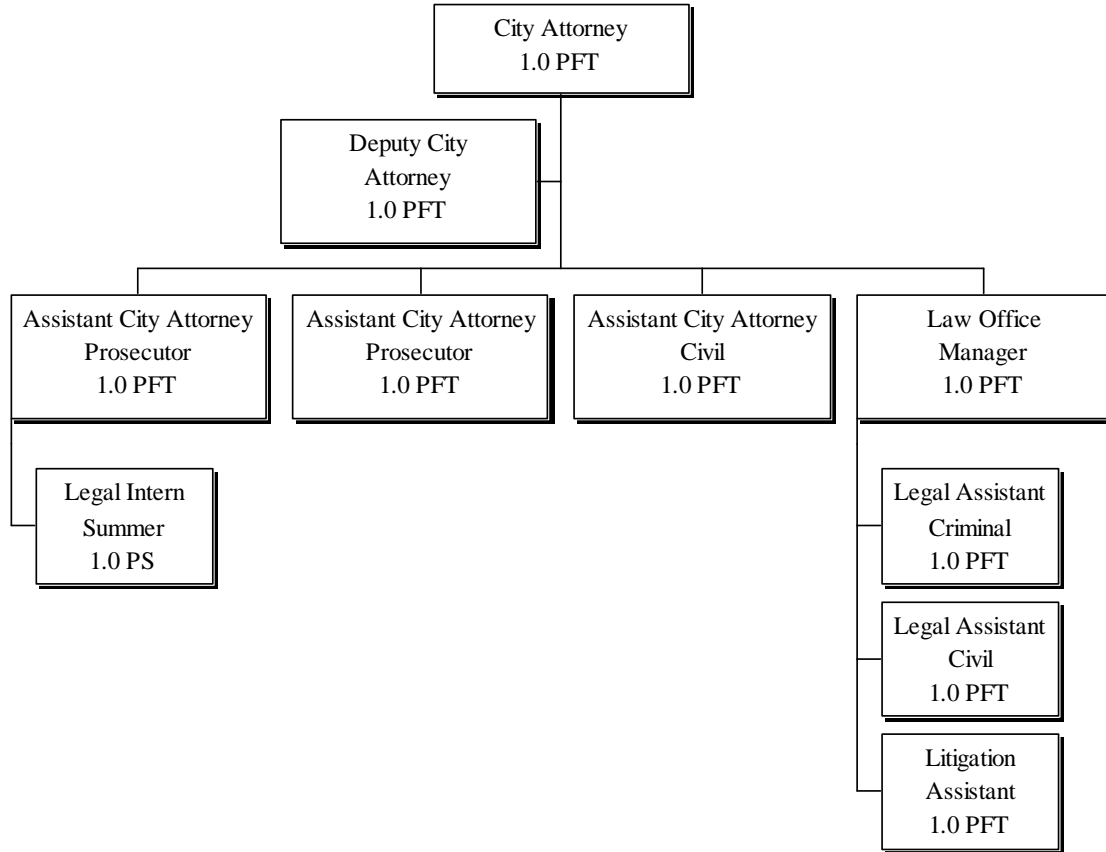 City Attorney
1.0 PFT
Deputy City
Attorney
1.0 PFT
Assistant City Attorney
Prosecutor
1.0 PFT
Assistant City Attorney
Prosecutor
1.0 PFT
Assistant City Attorney
Civil
1.0 PFT
Law Office
Manager
1.0 PFT
Legal Intern
Summer
1.0 PS
Legal Assistant
Criminal
1.0 PFT
Legal Assistant
Civil
1.0 PFT
Litigation
Assistant
1.0 PFT